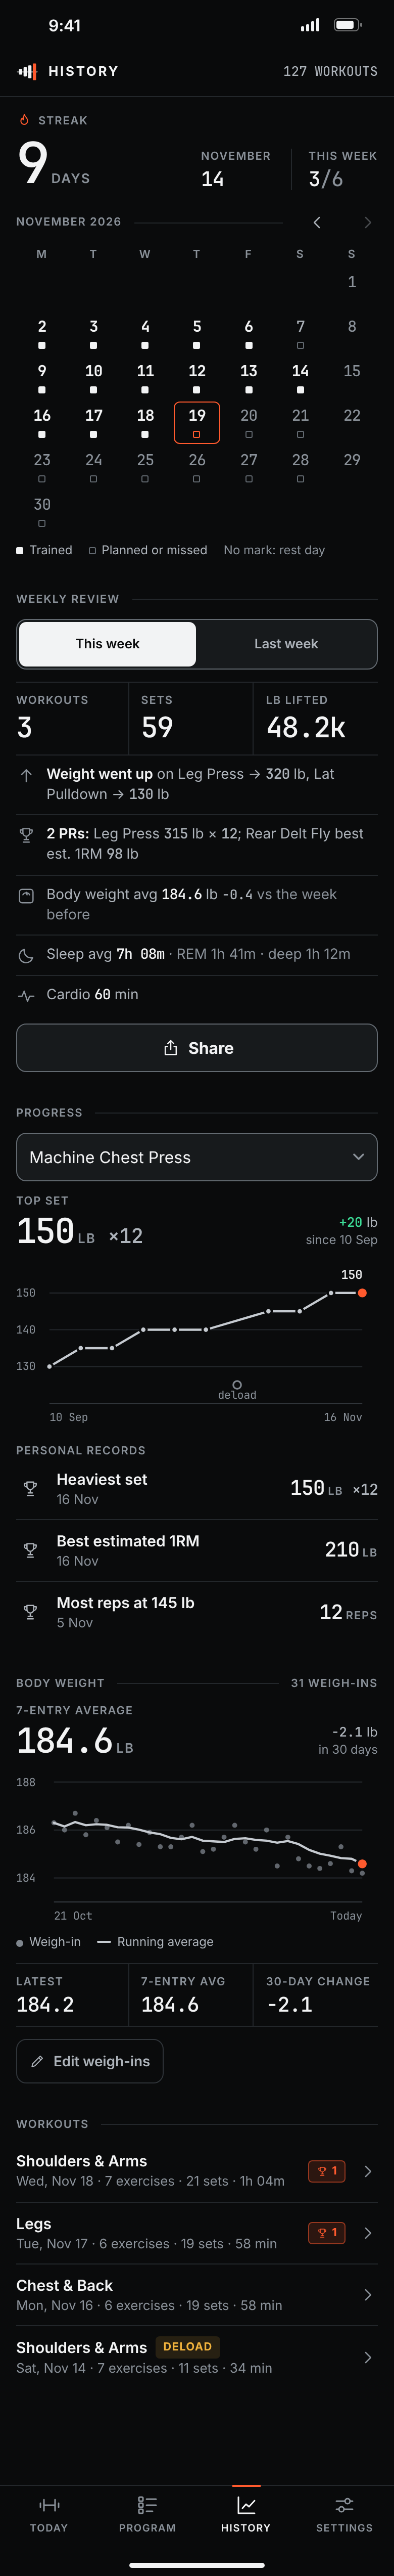 9:41
HISTORY
127 WORKOUTS
STREAK
9 DAYS
NOVEMBER
14
THIS WEEK
3/6
NOVEMBER 2026
M T W T F S S
1
2 3 4 5 6 7 8
9 10 11 12 13 14 15
16 17 18 19 20 21 22
23 24 25 26 27 28 29
30
Trained
Planned or missed
No mark: rest day
WEEKLY REVIEW
This week
Last week
WORKOUTS
3
SETS
59
LB LIFTED
48.2k
Weight went up on Leg Press → 320 lb, Lat
Pulldown → 130 lb
2 PRs: Leg Press 315 lb × 12; Rear Delt Fly best
est. 1RM 98 lb
Body weight avg 184.6 lb -0.4 vs the week
before
Sleep avg 7h 08m · REM 1h 41m · deep 1h 12m
Cardio 60 min
Share
PROGRESS
Machine Chest Press
TOP SET
150 LB ×12
+20 lb
since 10 Sep
150
150
140
130
deload
10 Sep
16 Nov
PERSONAL RECORDS
Heaviest set
16 Nov
150 LB ×12
Best estimated 1RM
16 Nov
210 LB
Most reps at 145 lb
5 Nov
12 REPS
BODY WEIGHT
31 WEIGH-INS
7-ENTRY AVERAGE
184.6 LB
-2.1 lb
in 30 days
188
186
184
21 Oct
Today
Weigh-in
Running average
LATEST
184.2
7-ENTRY AVG
184.6
30-DAY CHANGE
-2.1
Edit weigh-ins
WORKOUTS
Shoulders & Arms
Wed, Nov 18 · 7 exercises · 21 sets · 1h 04m
1
Legs
Tue, Nov 17 · 6 exercises · 19 sets · 58 min
1
Chest & Back
Mon, Nov 16 · 6 exercises · 19 sets · 58 min
Shoulders & Arms DELOAD
Sat, Nov 14 · 7 exercises · 11 sets · 34 min
TODAY
PROGRAM
HISTORY
SETTINGS